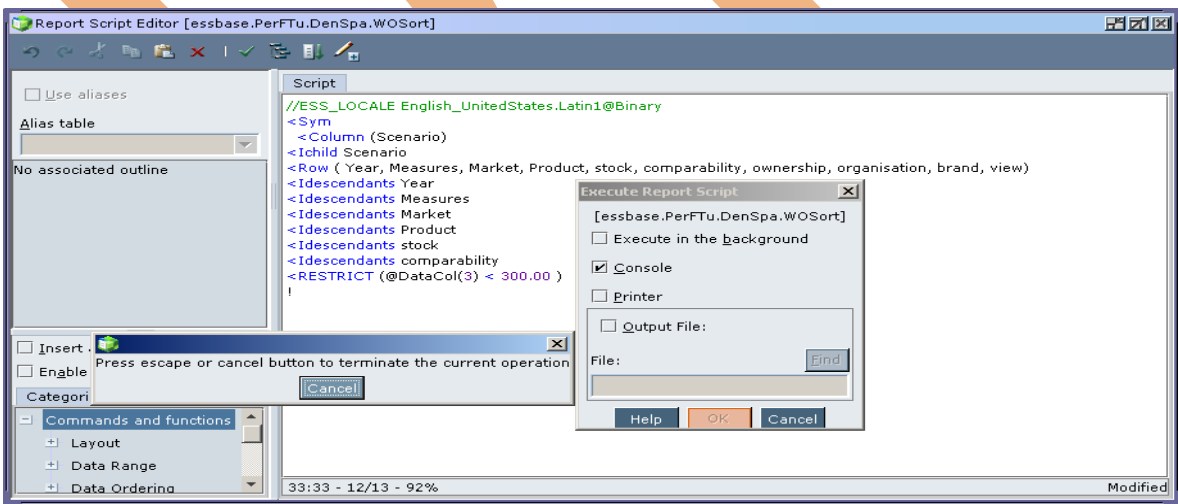 Report Script Editor [essbase.PerFTu.DenSpa.WOSort]
Use aliases
Alias table
No associated outline
Script
//ESS_LOCALE English_UnitedStates.Latin1@Binary
<Sym
<Column (Scenario)
<Ichild Scenario
<Row ( Year, Measures, Market, Product, stock, comparability, ownership, organisation, brand, view)
<Idescendants Year
<Idescendants Measures
<Idescendants Market
<Idescendants Product
<Idescendants stock
<Idescendants comparability
<RESTRICT (@DataCol(3) < 300.00 )
!
Execute Report Script
[essbase.PerFTu.DenSpa.WOSort]
Execute in the background
Console
Printer
Output File:
File:
Find
Help OK Cancel
Insert
Enable
Press escape or cancel button to terminate the current operation
Cancel
Categori
Commands and functions
Layout
Data Range
Data Ordering
33:33 - 12/13 - 92%
Modified